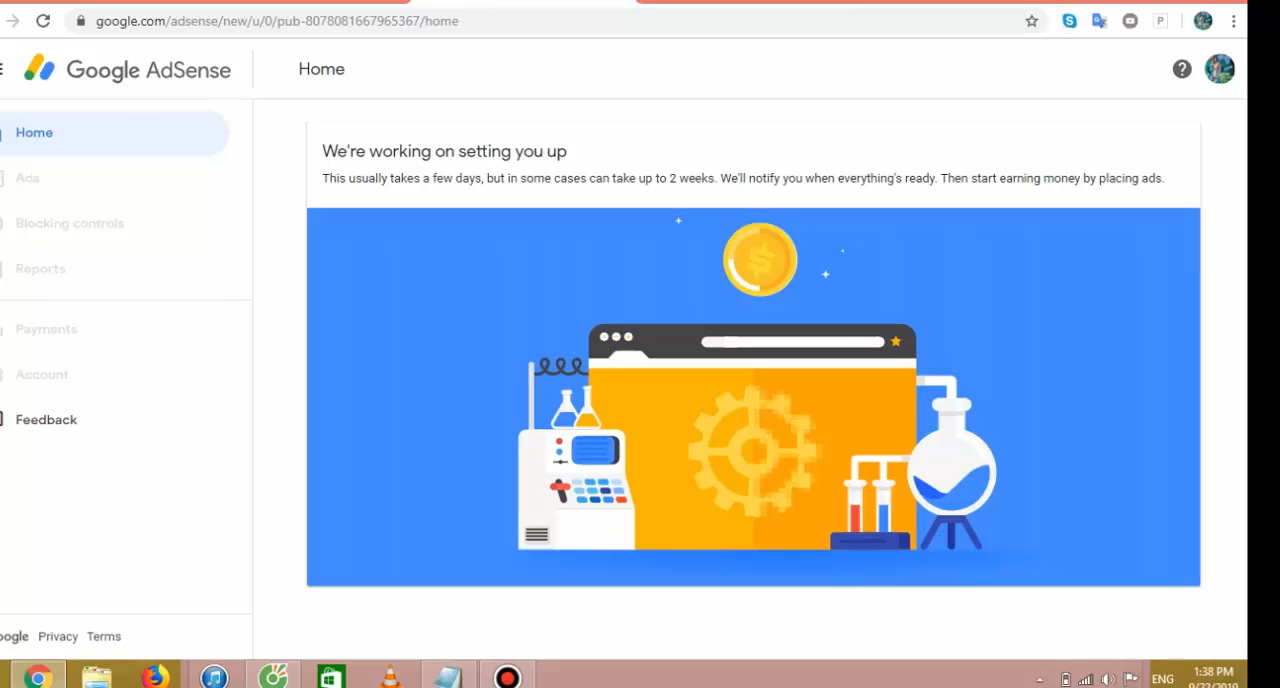 google.com/adsense/new/u/0/pub-8078081667965367/home
P
Google AdSense
Home
?
Home
Ads
Blocking controls
Reports
Payments
Account
Feedback
We're working on setting you up
This usually takes a few days, but in some cases can take up to 2 weeks. We'll notify you when everything's ready. Then start earning money by placing ads.
$
Privacy Terms
ENG
1:38 PM